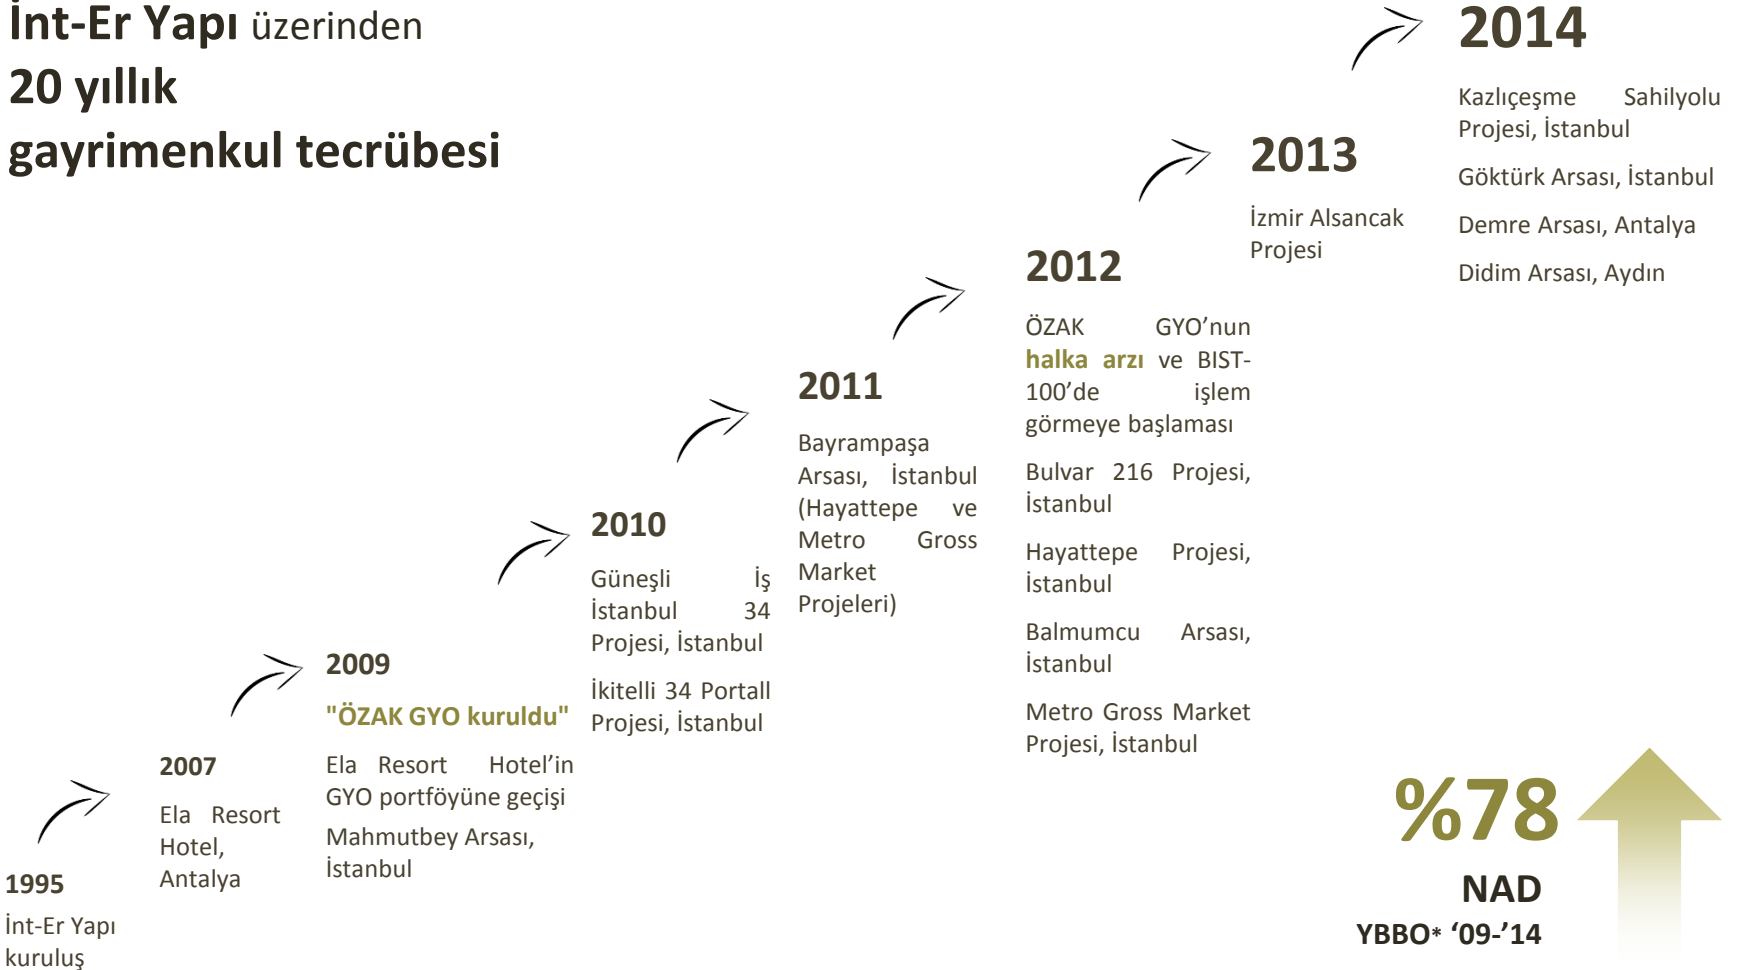 İnt-Er Yapı üzerinden
20 yıllık
gayrimenkul tecrübesi
1995
İnt-Er Yapı
kuruluş
2007
Ela Resort
Hotel,
Antalya
2009
"ÖZAK GYO kuruldu"
Ela Resort Hotel’in
GYO portföyüne geçişi
Mahmutbey Arsası,
İstanbul
2010
Güneşli İş
İstanbul 34
Projesi, İstanbul
İkitelli 34 Portall
Projesi, İstanbul
2011
Bayrampaşa
Arsası, İstanbul
(Hayattepe ve
Metro Gross
Market
Projeleri)
2012
ÖZAK GYO’nun
halka arzı ve BIST-
100’de işlem
görmeye başlaması
Bulvar 216 Projesi,
İstanbul
Hayattepe Projesi,
İstanbul
Balmumcu Arsası,
İstanbul
Metro Gross Market
Projesi, İstanbul
2013
İzmir Alsancak
Projesi
2014
Kazlıçeşme Sahilyolu
Projesi, İstanbul
Göktürk Arsası, İstanbul
Demre Arsası, Antalya
Didim Arsası, Aydın
%78
NAD
YBBO* ‘09-’14